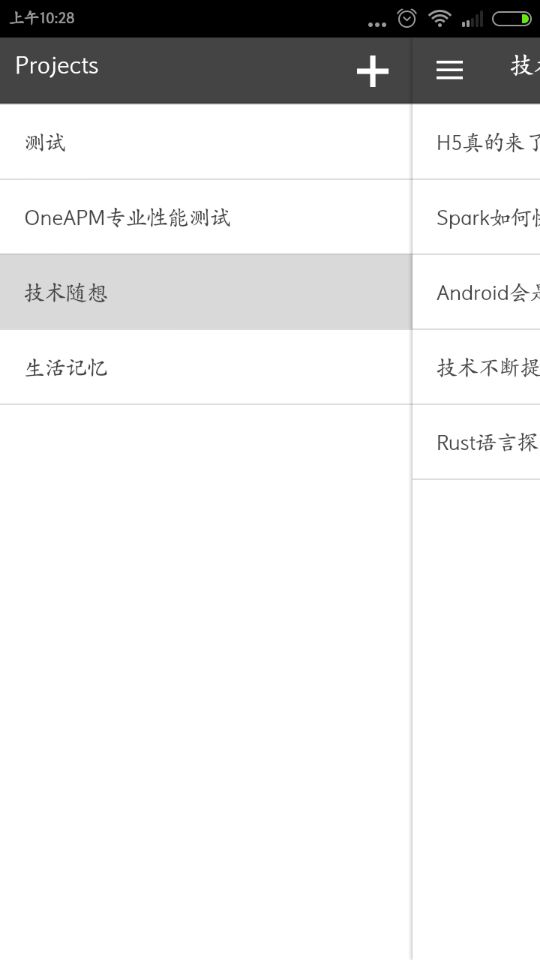 上午10:28
Projects
测试
OneAPM专业性能测试
技术随想
生活记忆
技
H5真的来了
Spark如何
Android会
技术不断提
Rust语言探